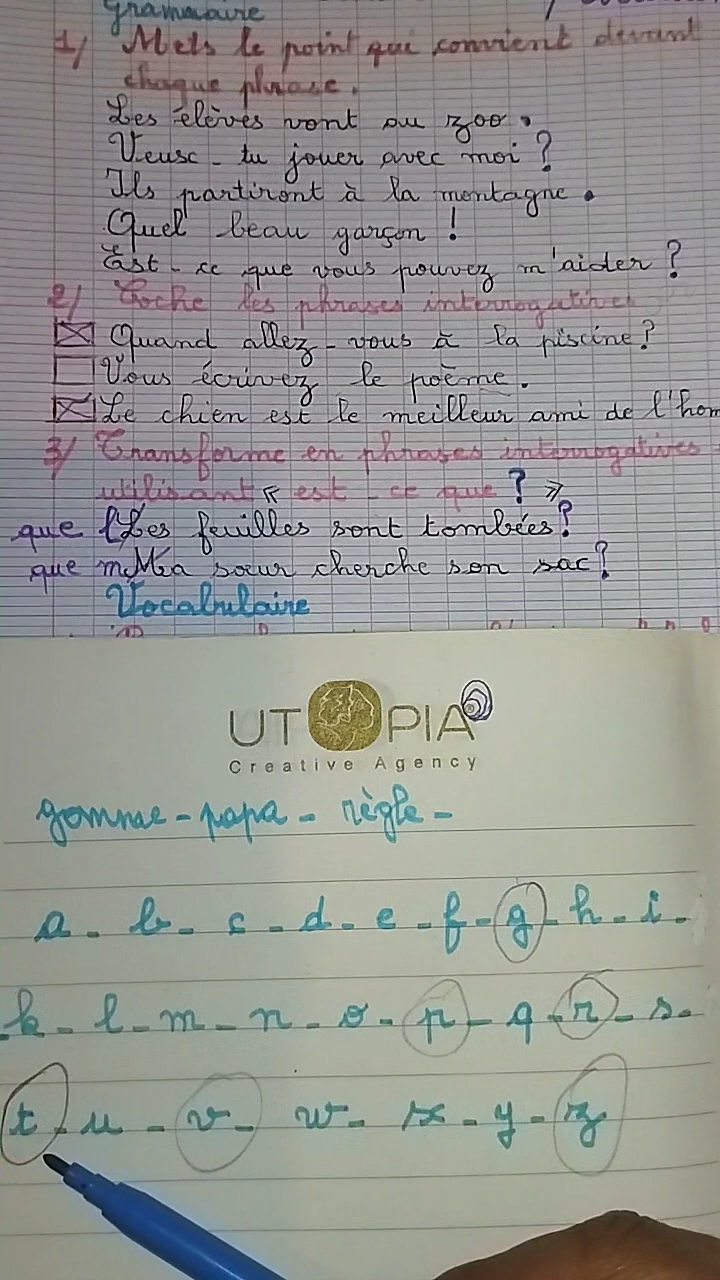 Grammaire
1/ Mets le point qui convient devant
chaque phrase.
Les élèves vont au zoo.
Veux-tu jouer avec moi ?
Ils partiront à la montagne.
Quel beau garçon !
Est-ce que vous pouvez m'aider ?
2/ Coche les phrases interrogatives
Quand allez-vous à la piscine ?
Vous écrivez le poème.
Le chien est le meilleur ami de l'hom
3/ Transforme en phrases interrogatives
utilisant « est-ce que ? »
que l Les feuilles sont tombées ?
que m Ma sœur cherche son sac ?
Vocabulaire
UTOPIA
Creative Agency
gomme - papa - règle -
a - b - c - d - e - f - g - h - i -
k - l - m - n - o - p - q - r - s -
t - u - v - w - x - y - z